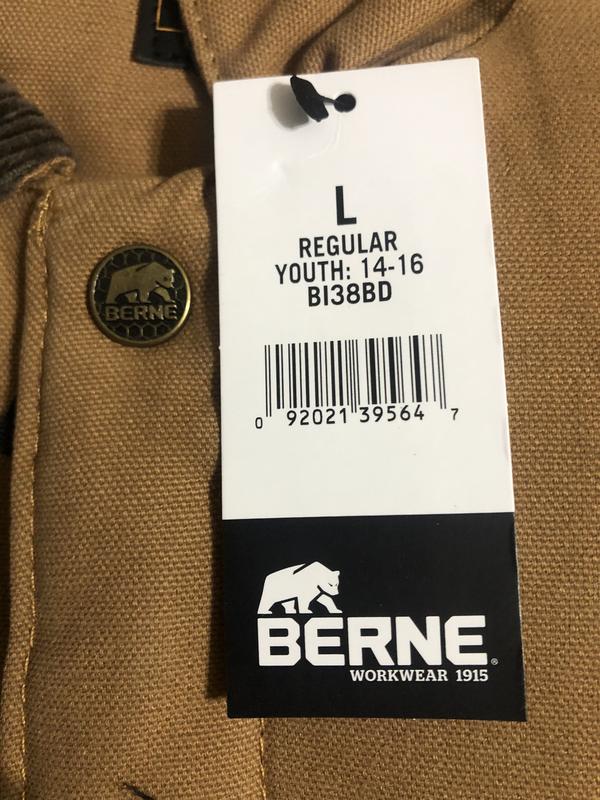 L
REGULAR
YOUTH: 14-16
BI38BD
0 92021 39564 7
BERNE
BERNE®
WORKWEAR 1915